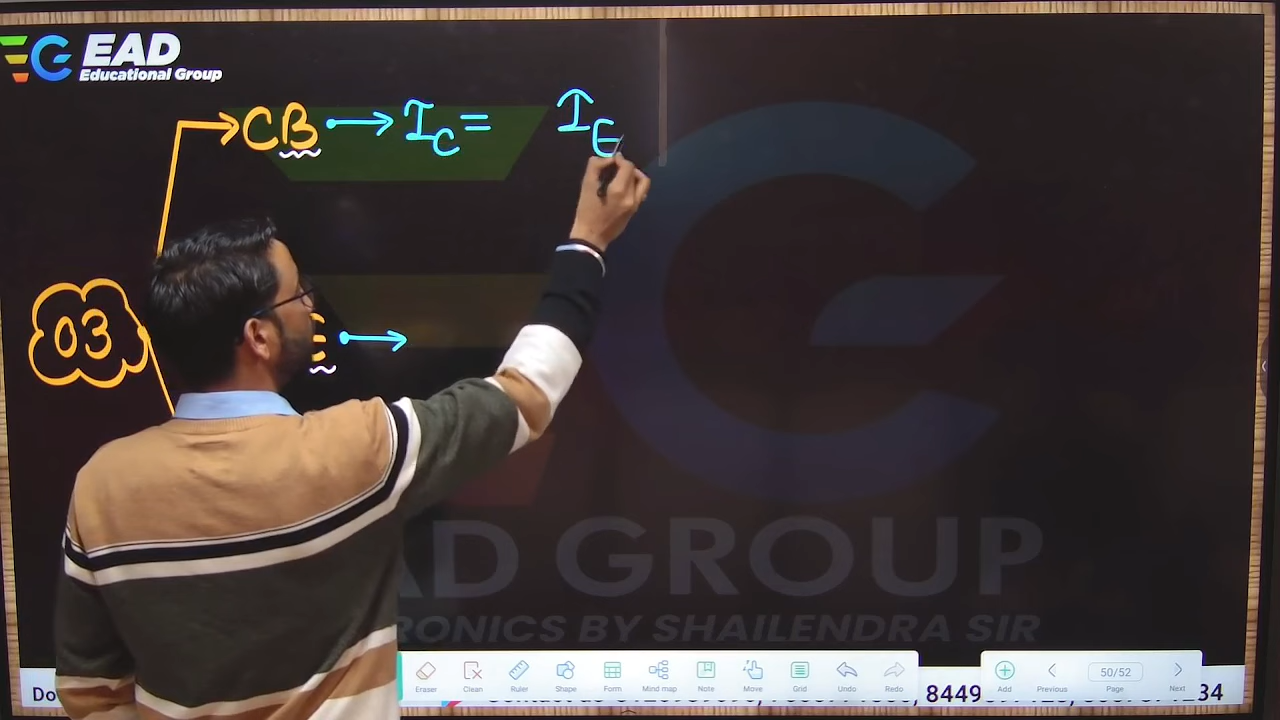 EAD
Educational Group
CB → I_C = I_E
03
→
AD GROUP
RONICS BY SHAILENDRA SIR
Eraser Clean Ruler Shape Form Mind map Note Move Grid Undo Redo
Add Previous 50/52 Page Next
Do
8449
34